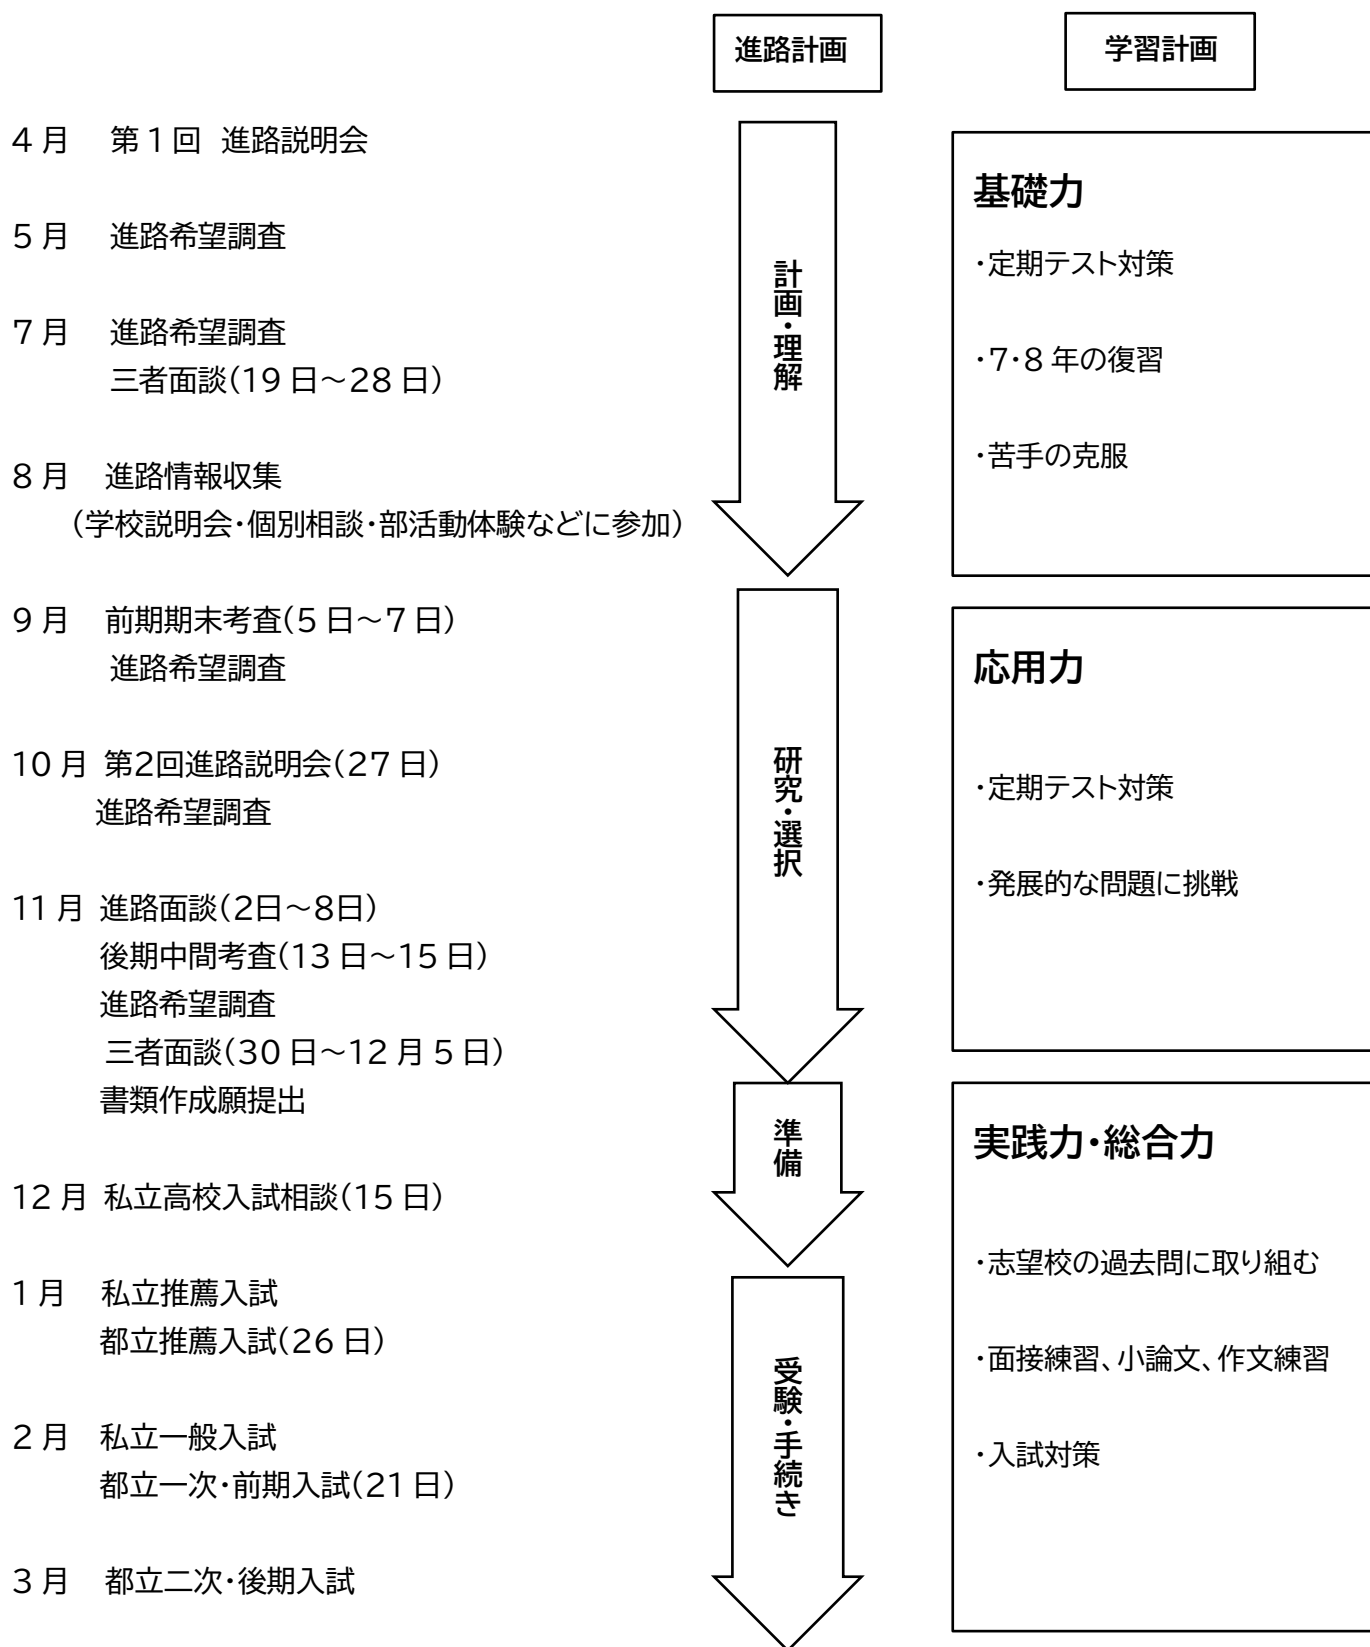 進路計画
学習計画
4月 第1回 進路説明会
5月 進路希望調査
7月 進路希望調査
三者面談(19日～28日)
8月 進路情報収集
(学校説明会・個別相談・部活動体験などに参加)
9月 前期期末考査(5日～7日)
進路希望調査
10月 第2回進路説明会(27日)
進路希望調査
11月 進路面談(2日～8日)
後期中間考査(13日～15日)
進路希望調査
三者面談(30日～12月5日)
書類作成願提出
12月 私立高校入試相談(15日)
1月 私立推薦入試
都立推薦入試(26日)
2月 私立一般入試
都立一次・前期入試(21日)
3月 都立二次・後期入試
計画・理解
研究・選択
準備
受験・手続き
基礎力
・定期テスト対策
・7・8年の復習
・苦手の克服
応用力
・定期テスト対策
・発展的な問題に挑戦
実践力・総合力
・志望校の過去問に取り組む
・面接練習、小論文、作文練習
・入試対策